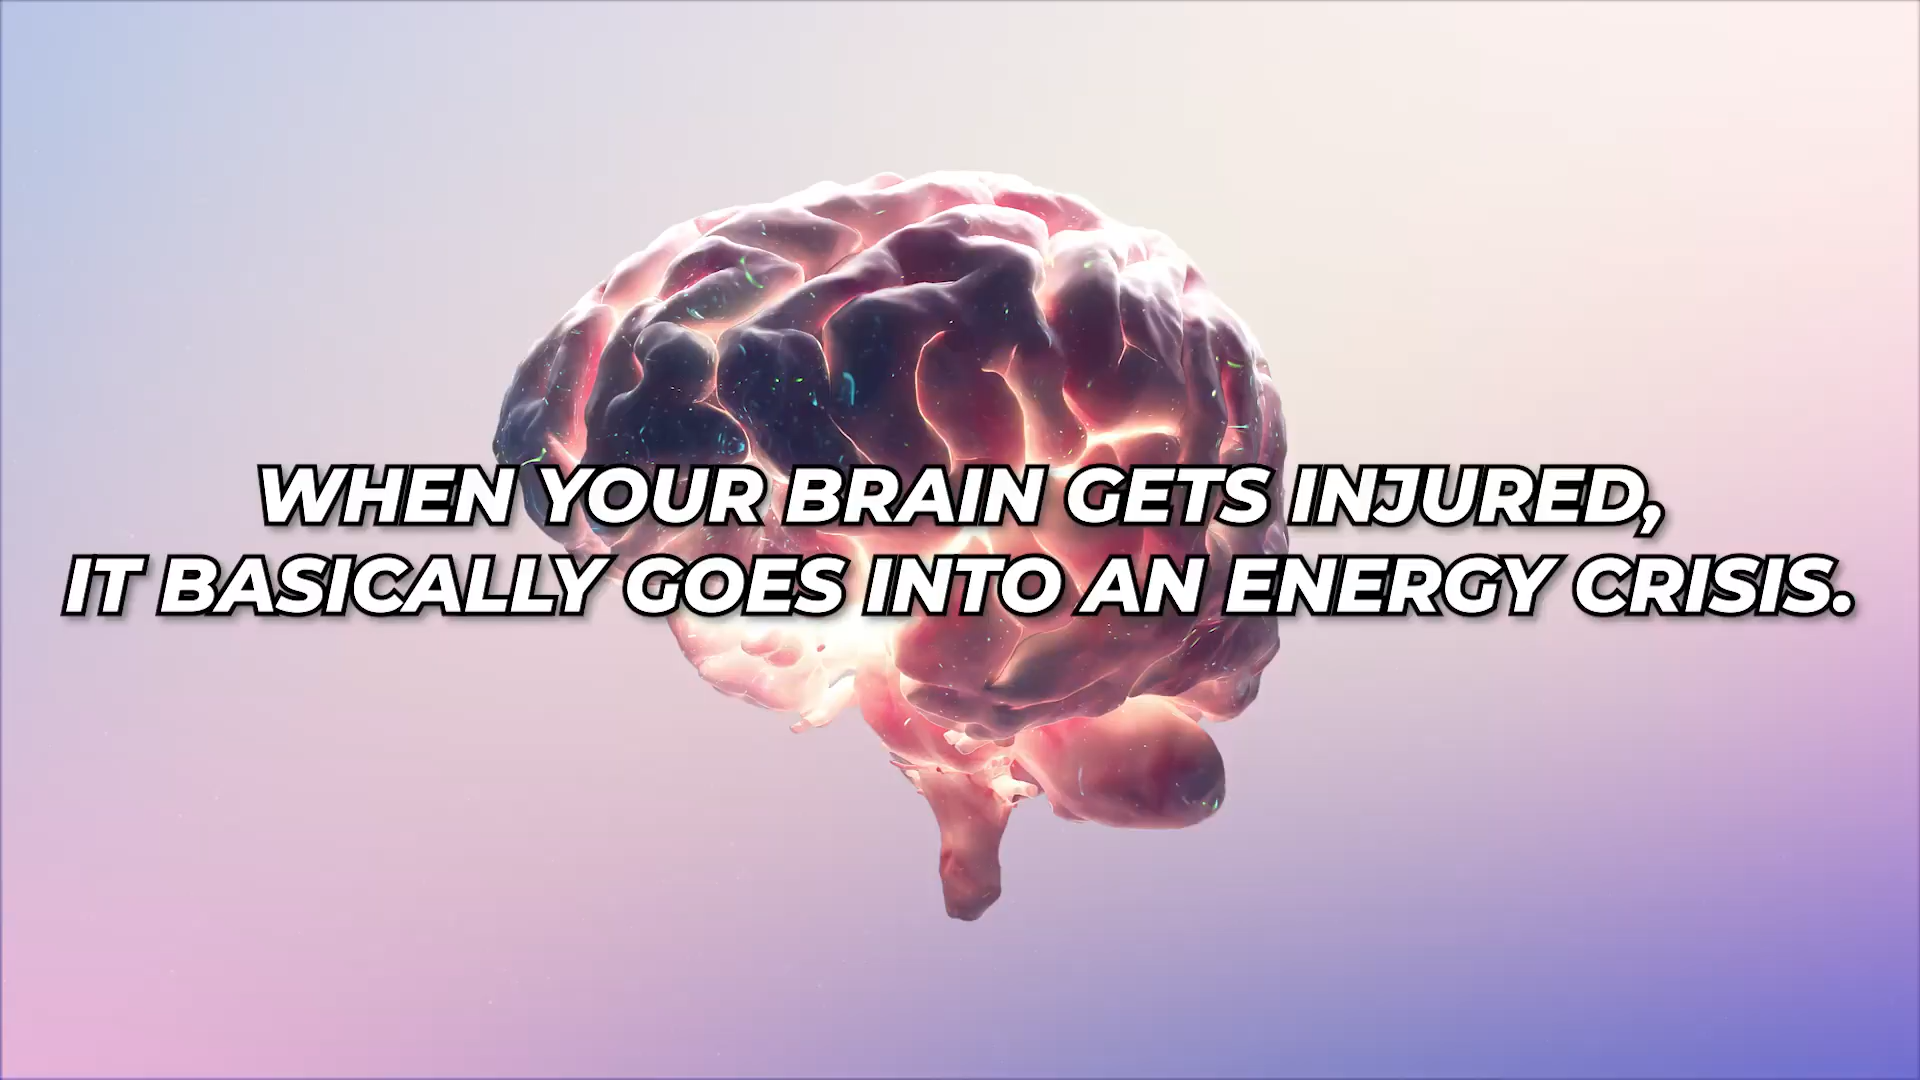 WHEN YOUR BRAIN GETS INJURED,
IT BASICALLY GOES INTO AN ENERGY CRISIS.